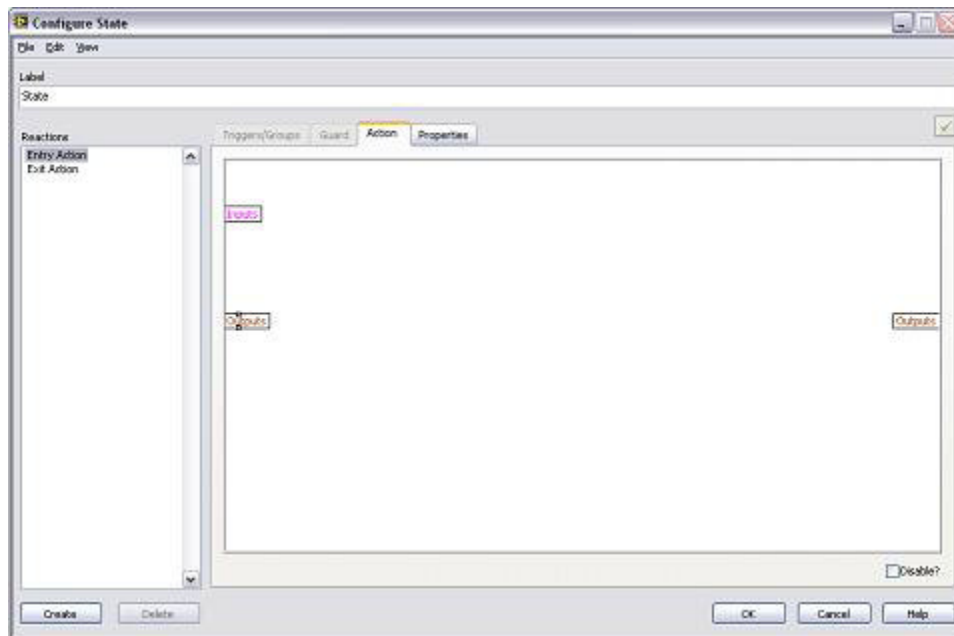 Configure State
File Edit View
Label
State
Reactions
Triggers/Groups Guard Action Properties
Entry Action
Exit Action
Inputs
Outputs Outputs
Disable?
Create Delete OK Cancel Help